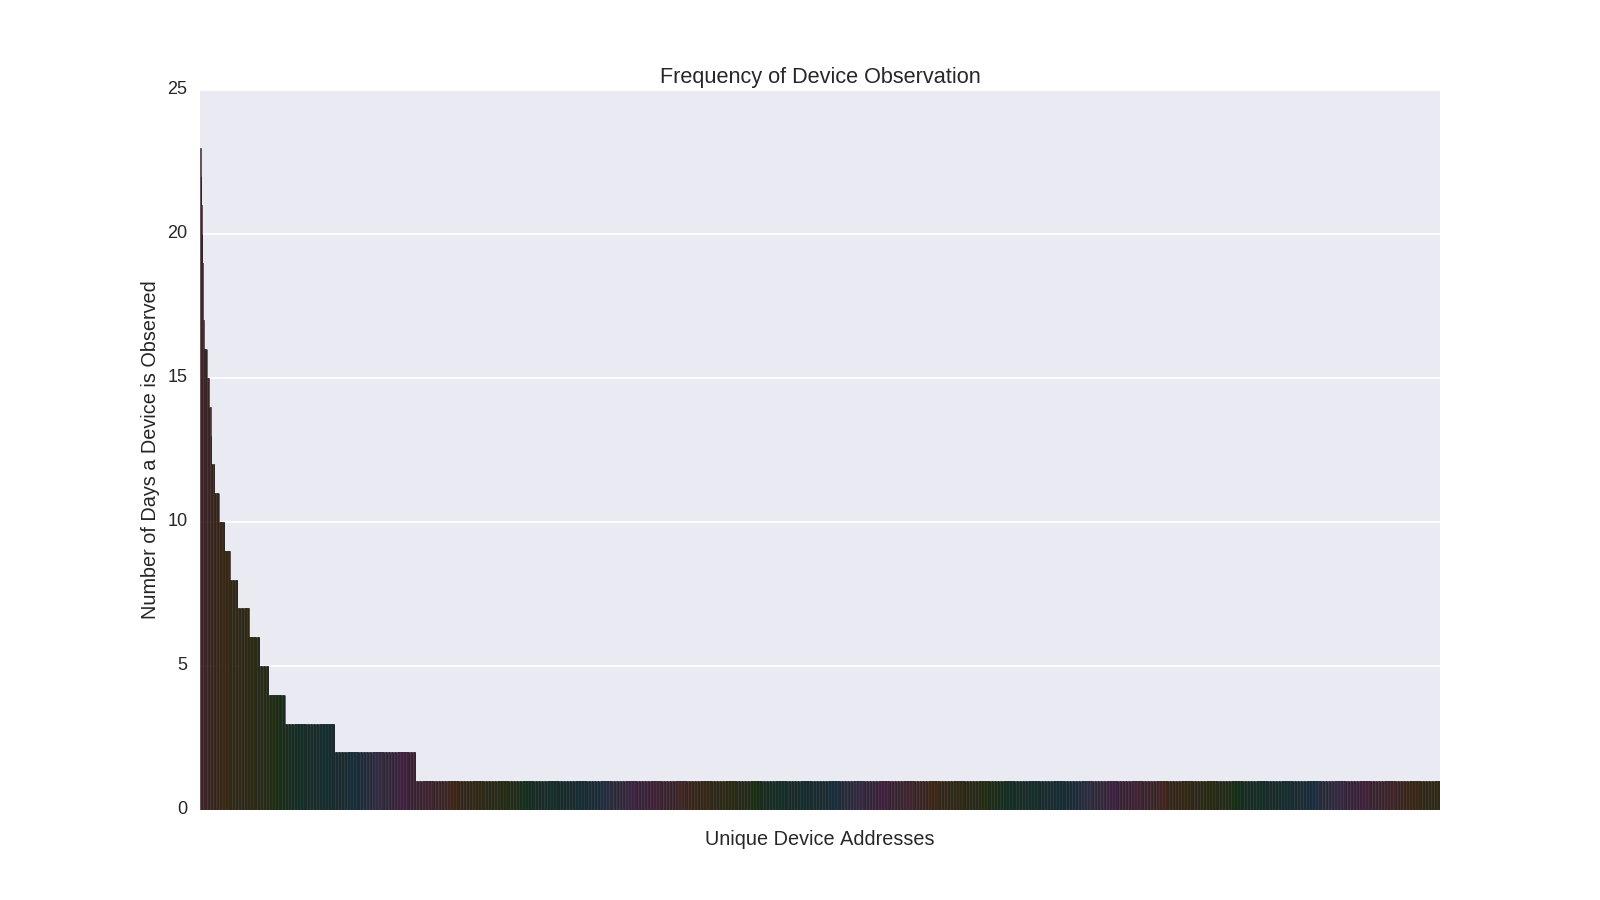 Frequency of Device Observation
25
20
15
10
5
0
Number of Days a Device is Observed
Unique Device Addresses